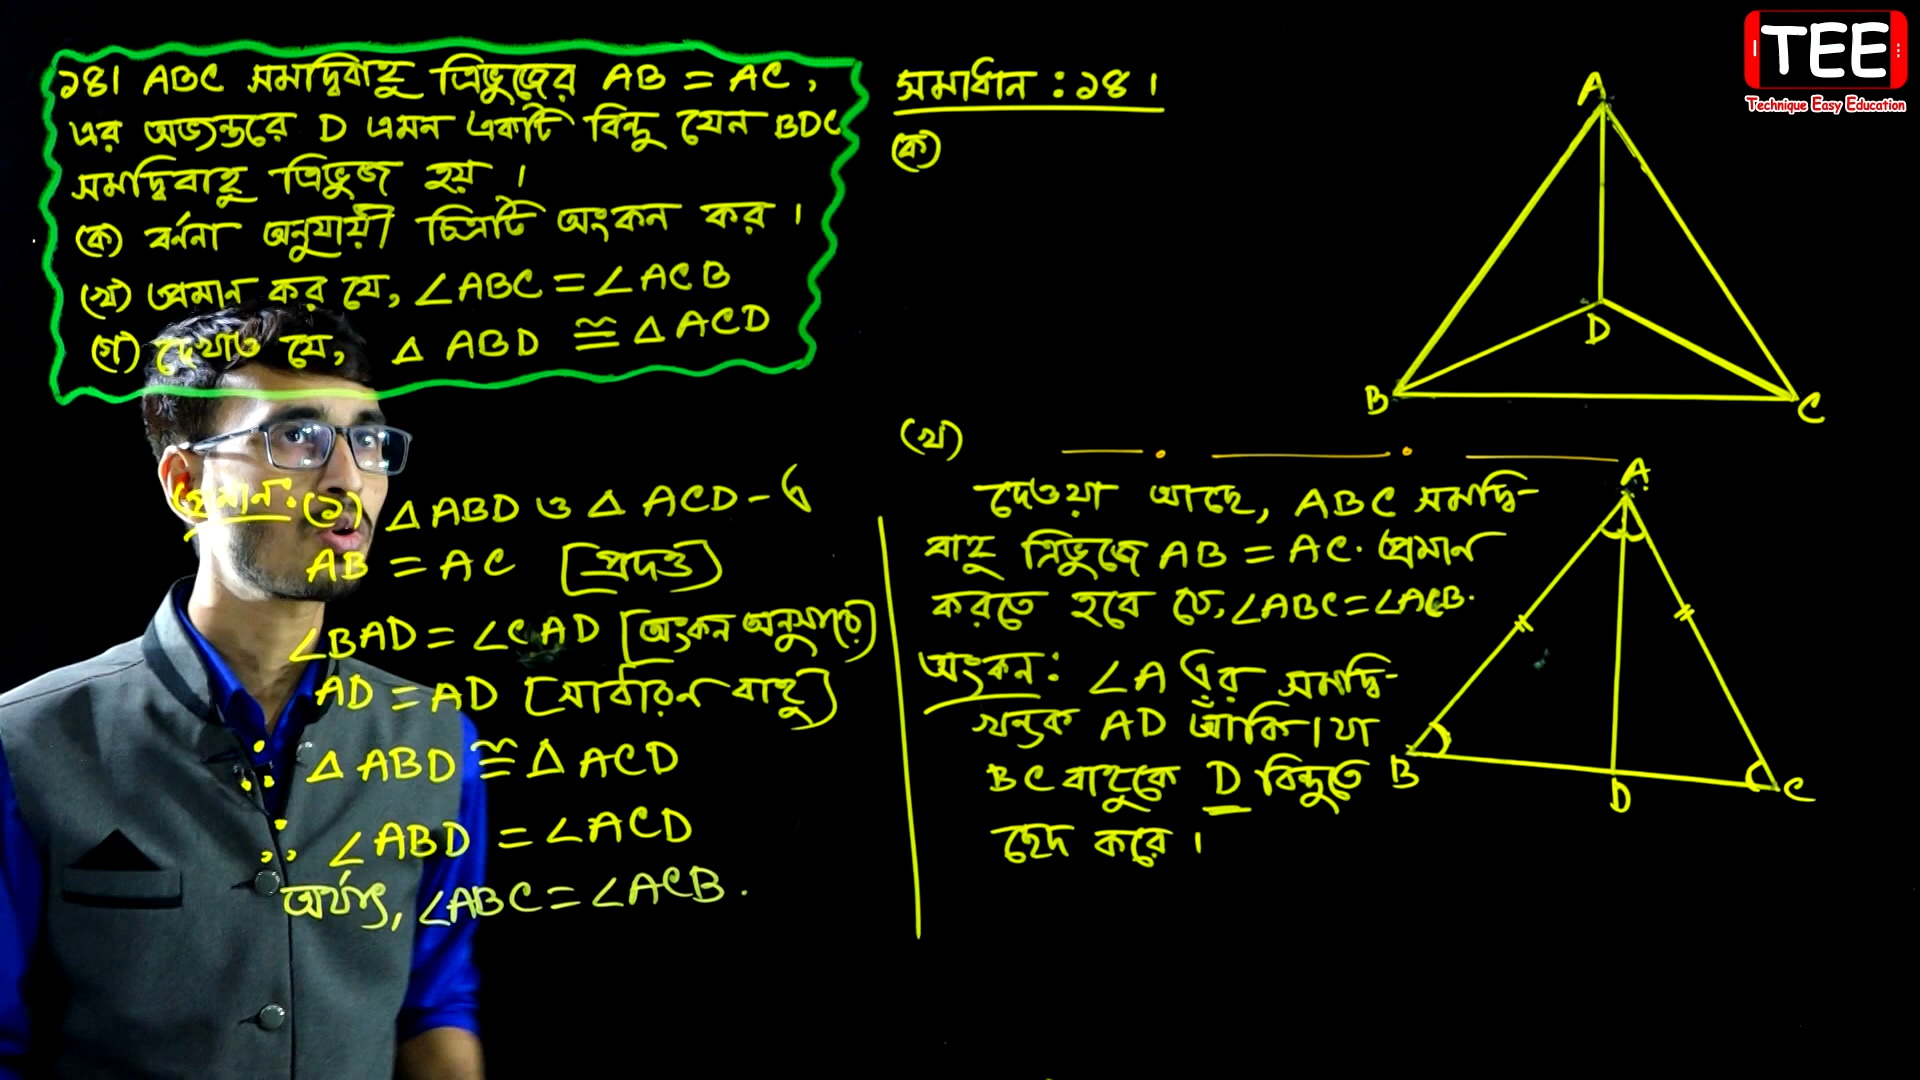 ১৪। ABC সমদ্বিবাহু ত্রিভুজের AB = AC,
এর অভ্যন্তরে D এমন একটি বিন্দু যেন BDC
সমদ্বিবাহু ত্রিভুজ হয়।
(ক) বর্ননা অনুযায়ী চিত্রটি অংকন কর।
(খ) প্রমান কর যে, ∠ABC = ∠ACB
(গ) দেখাও যে, △ ABD ≅ △ ACD
সমাধান : ১৪।
(ক)
A
D
B
C
TEE
Technique Easy Education
(খ)
দেওয়া আছে, ABC সমদ্বি-
বাহু ত্রিভুজে AB = AC. প্রমান
করতে হবে যে, ∠ABC = ∠ACB.
অংকন: ∠A এর সমদ্বি-
খন্ডক AD আঁকি। যা
BC বাহুকে D বিন্দুতে
ছেদ করে।
A
B
D
C
প্রমান: (১) △ ABD ও △ ACD-এ
AB = AC [প্রদত্ত]
∠BAD = ∠CAD [অংকন অনুসারে]
AD = AD [সাধারন বাহু]
∴ △ ABD ≅ △ ACD
∴ ∠ABD = ∠ACD
অর্থাৎ, ∠ABC = ∠ACB.